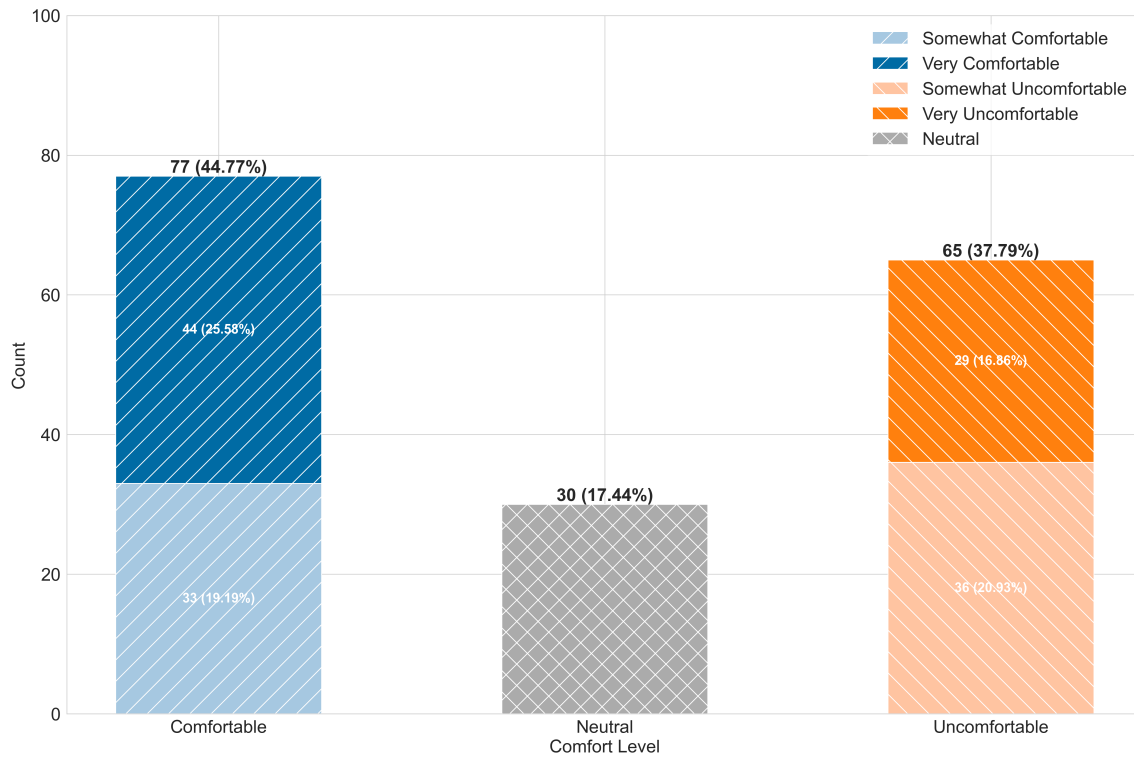 100
80
60
40
20
0
Count
Somewhat Comfortable
Very Comfortable
Somewhat Uncomfortable
Very Uncomfortable
Neutral
77 (44.77%)
44 (25.58%)
33 (19.19%)
30 (17.44%)
65 (37.79%)
29 (16.86%)
36 (20.93%)
Comfortable
Neutral
Uncomfortable
Comfort Level